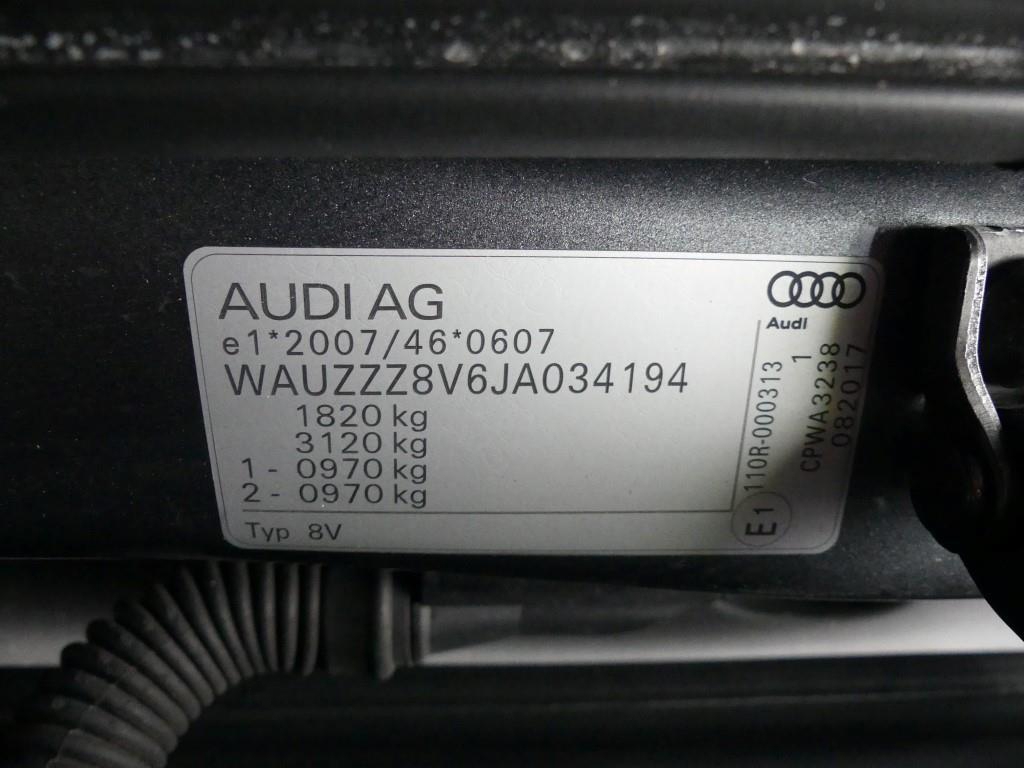 AUDI AG
e1*2007/46*0607
WAUZZZ8V6JA034194
1820 kg
3120 kg
1 - 0970 kg
2 - 0970 kg
Typ 8V
Audi
E1 110R-000313
1
CPWA3238
082017